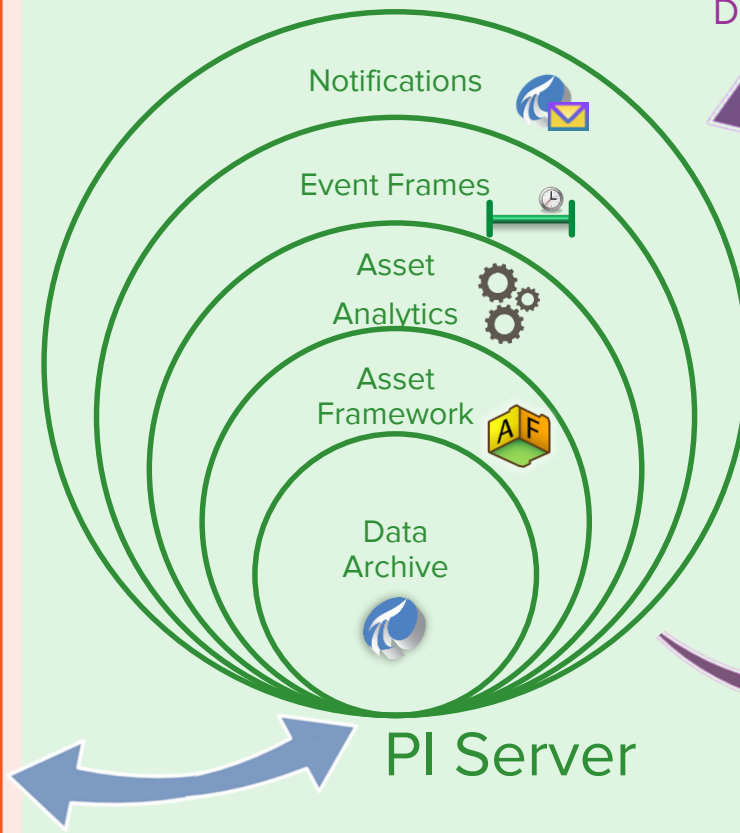 D
Notifications
Event Frames
Asset
Analytics
Asset
Framework
A F
Data
Archive
PI Server